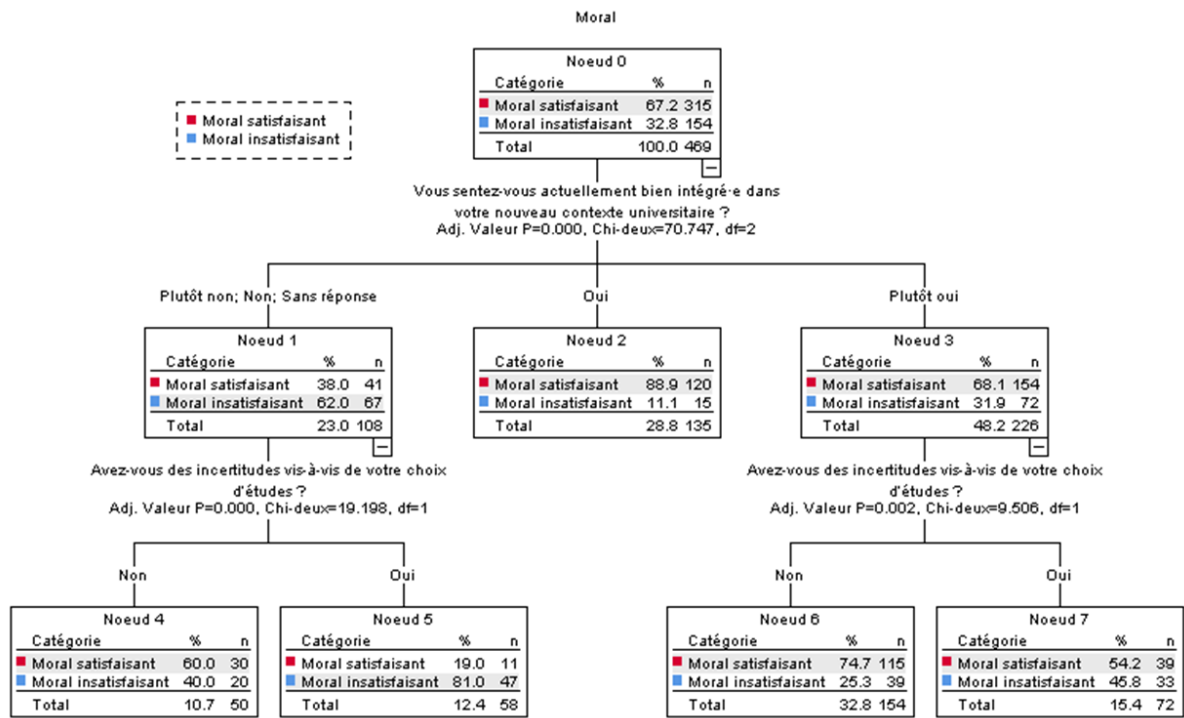 Moral
Moral satisfaisant
Moral insatisfaisant
Noeud 0
Catégorie % n
Moral satisfaisant 67.2 315
Moral insatisfaisant 32.8 154
Total 100.0 469
Vous sentez-vous actuellement bien intégré·e dans
votre nouveau contexte universitaire ?
Adj. Valeur P=0.000, Chi-deux=70.747, df=2
Plutôt non; Non; Sans réponse
Oui
Plutôt oui
Noeud 1
Catégorie % n
Moral satisfaisant 38.0 41
Moral insatisfaisant 62.0 67
Total 23.0 108
Noeud 2
Catégorie % n
Moral satisfaisant 88.9 120
Moral insatisfaisant 11.1 15
Total 28.8 135
Noeud 3
Catégorie % n
Moral satisfaisant 68.1 154
Moral insatisfaisant 31.9 72
Total 48.2 226
Avez-vous des incertitudes vis-à-vis de votre choix
d'études ?
Adj. Valeur P=0.000, Chi-deux=19.198, df=1
Avez-vous des incertitudes vis-à-vis de votre choix
d'études ?
Adj. Valeur P=0.002, Chi-deux=9.506, df=1
Non
Oui
Non
Oui
Noeud 4
Catégorie % n
Moral satisfaisant 60.0 30
Moral insatisfaisant 40.0 20
Total 10.7 50
Noeud 5
Catégorie % n
Moral satisfaisant 19.0 11
Moral insatisfaisant 81.0 47
Total 12.4 58
Noeud 6
Catégorie % n
Moral satisfaisant 74.7 115
Moral insatisfaisant 25.3 39
Total 32.8 154
Noeud 7
Catégorie % n
Moral satisfaisant 54.2 39
Moral insatisfaisant 45.8 33
Total 15.4 72